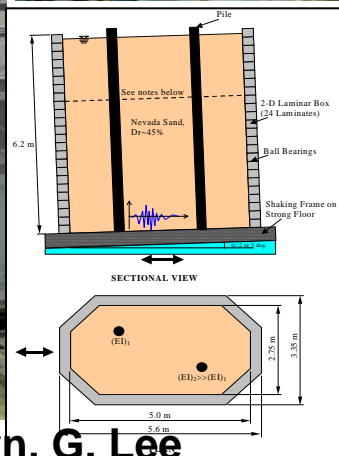 Pile
See notes below
Nevada Sand,
Dr~45%
2-D Laminar Box
(24 Laminates)
Ball Bearings
6.2 m
Shaking Frame on
Strong Floor
SECTIONAL VIEW
(EI)₁
(EI)₂>>(EI)₁
2.75 m
3.35 m
5.0 m
5.6 m
n. G. Lee